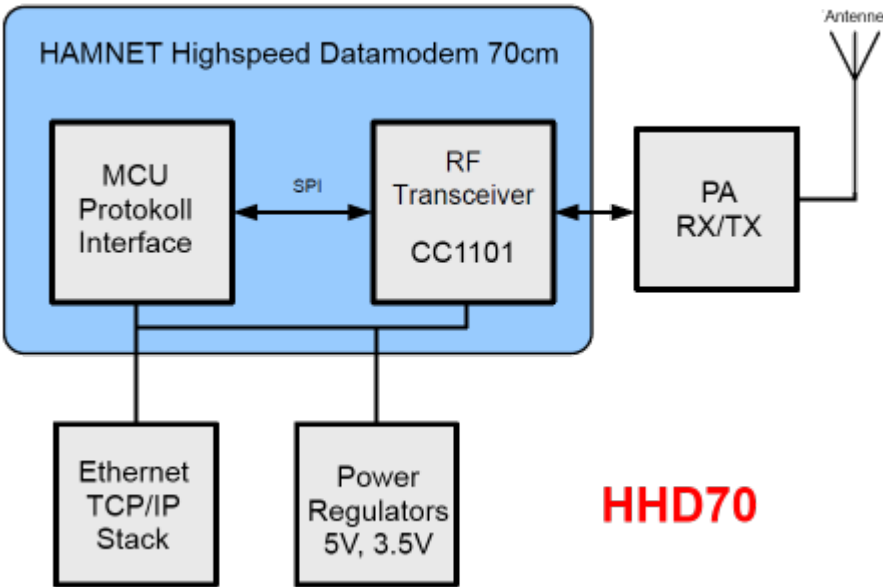 'Antenne
HAMNET Highspeed Datamodem 70cm
MCU
Protokoll
Interface
SPI
RF
Transceiver
CC1101
PA
RX/TX
Ethernet
TCP/IP
Stack
Power
Regulators
5V, 3.5V
HHD70